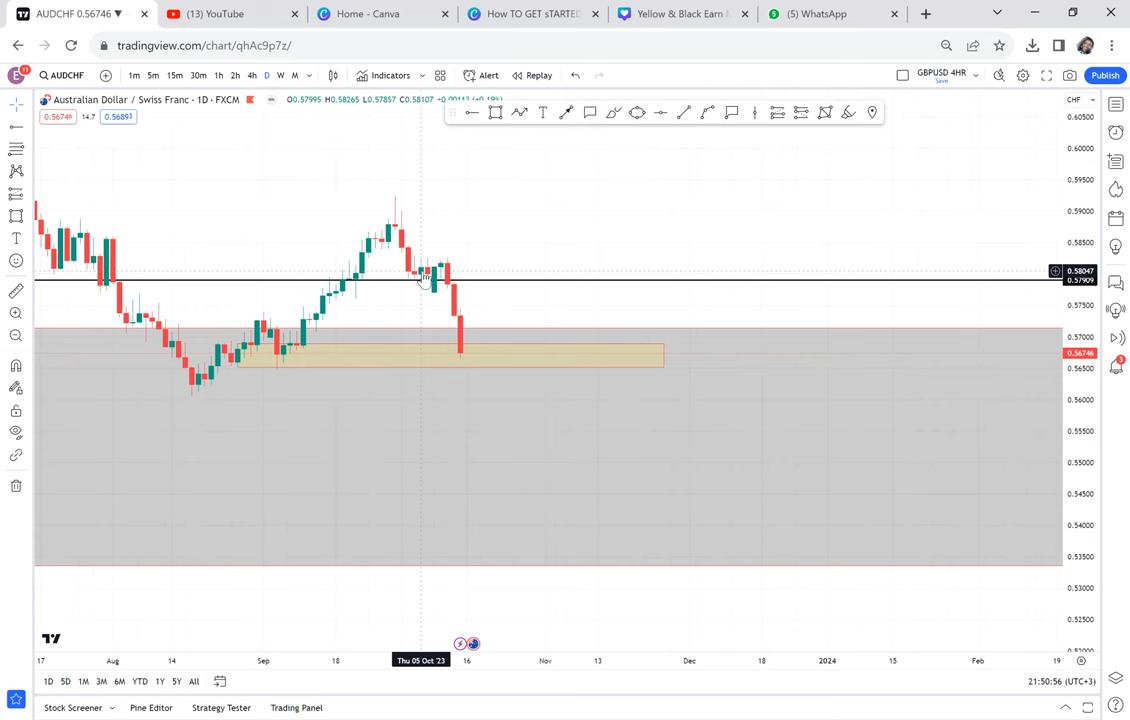 AUDCHF 0.56746 ▼
(13) YouTube
Home - Canva
How TO GET sTARTED
Yellow & Black Earn M
(5) WhatsApp
tradingview.com/chart/qhAc9p7z/
E 11
AUDCHF
1m 5m 15m 30m 1h 2h 4h D W M
Indicators
Alert
Replay
GBPUSD 4HR
Save
Publish
Australian Dollar / Swiss Franc · 1D · FXCM
O0.57995 H0.58265 L0.57857 C0.58107 +0.00112 (+0.19%)
0.56746 14.7 0.56893
CHF
0.60500
0.60000
0.59500
0.59000
0.58500
0.58047
0.57909
0.57500
0.57000
0.56746
0.56500
0.56000
0.55500
0.55000
0.54500
0.54000
0.53500
0.53000
0.52500
3
17 Aug 14 Sep 18 Thu 05 Oct '23 16 Nov 13 Dec 18 2024 15 Feb 19
1D 5D 1M 3M 6M YTD 1Y 5Y All
21:50:56 (UTC+3)
Stock Screener
Pine Editor
Strategy Tester
Trading Panel